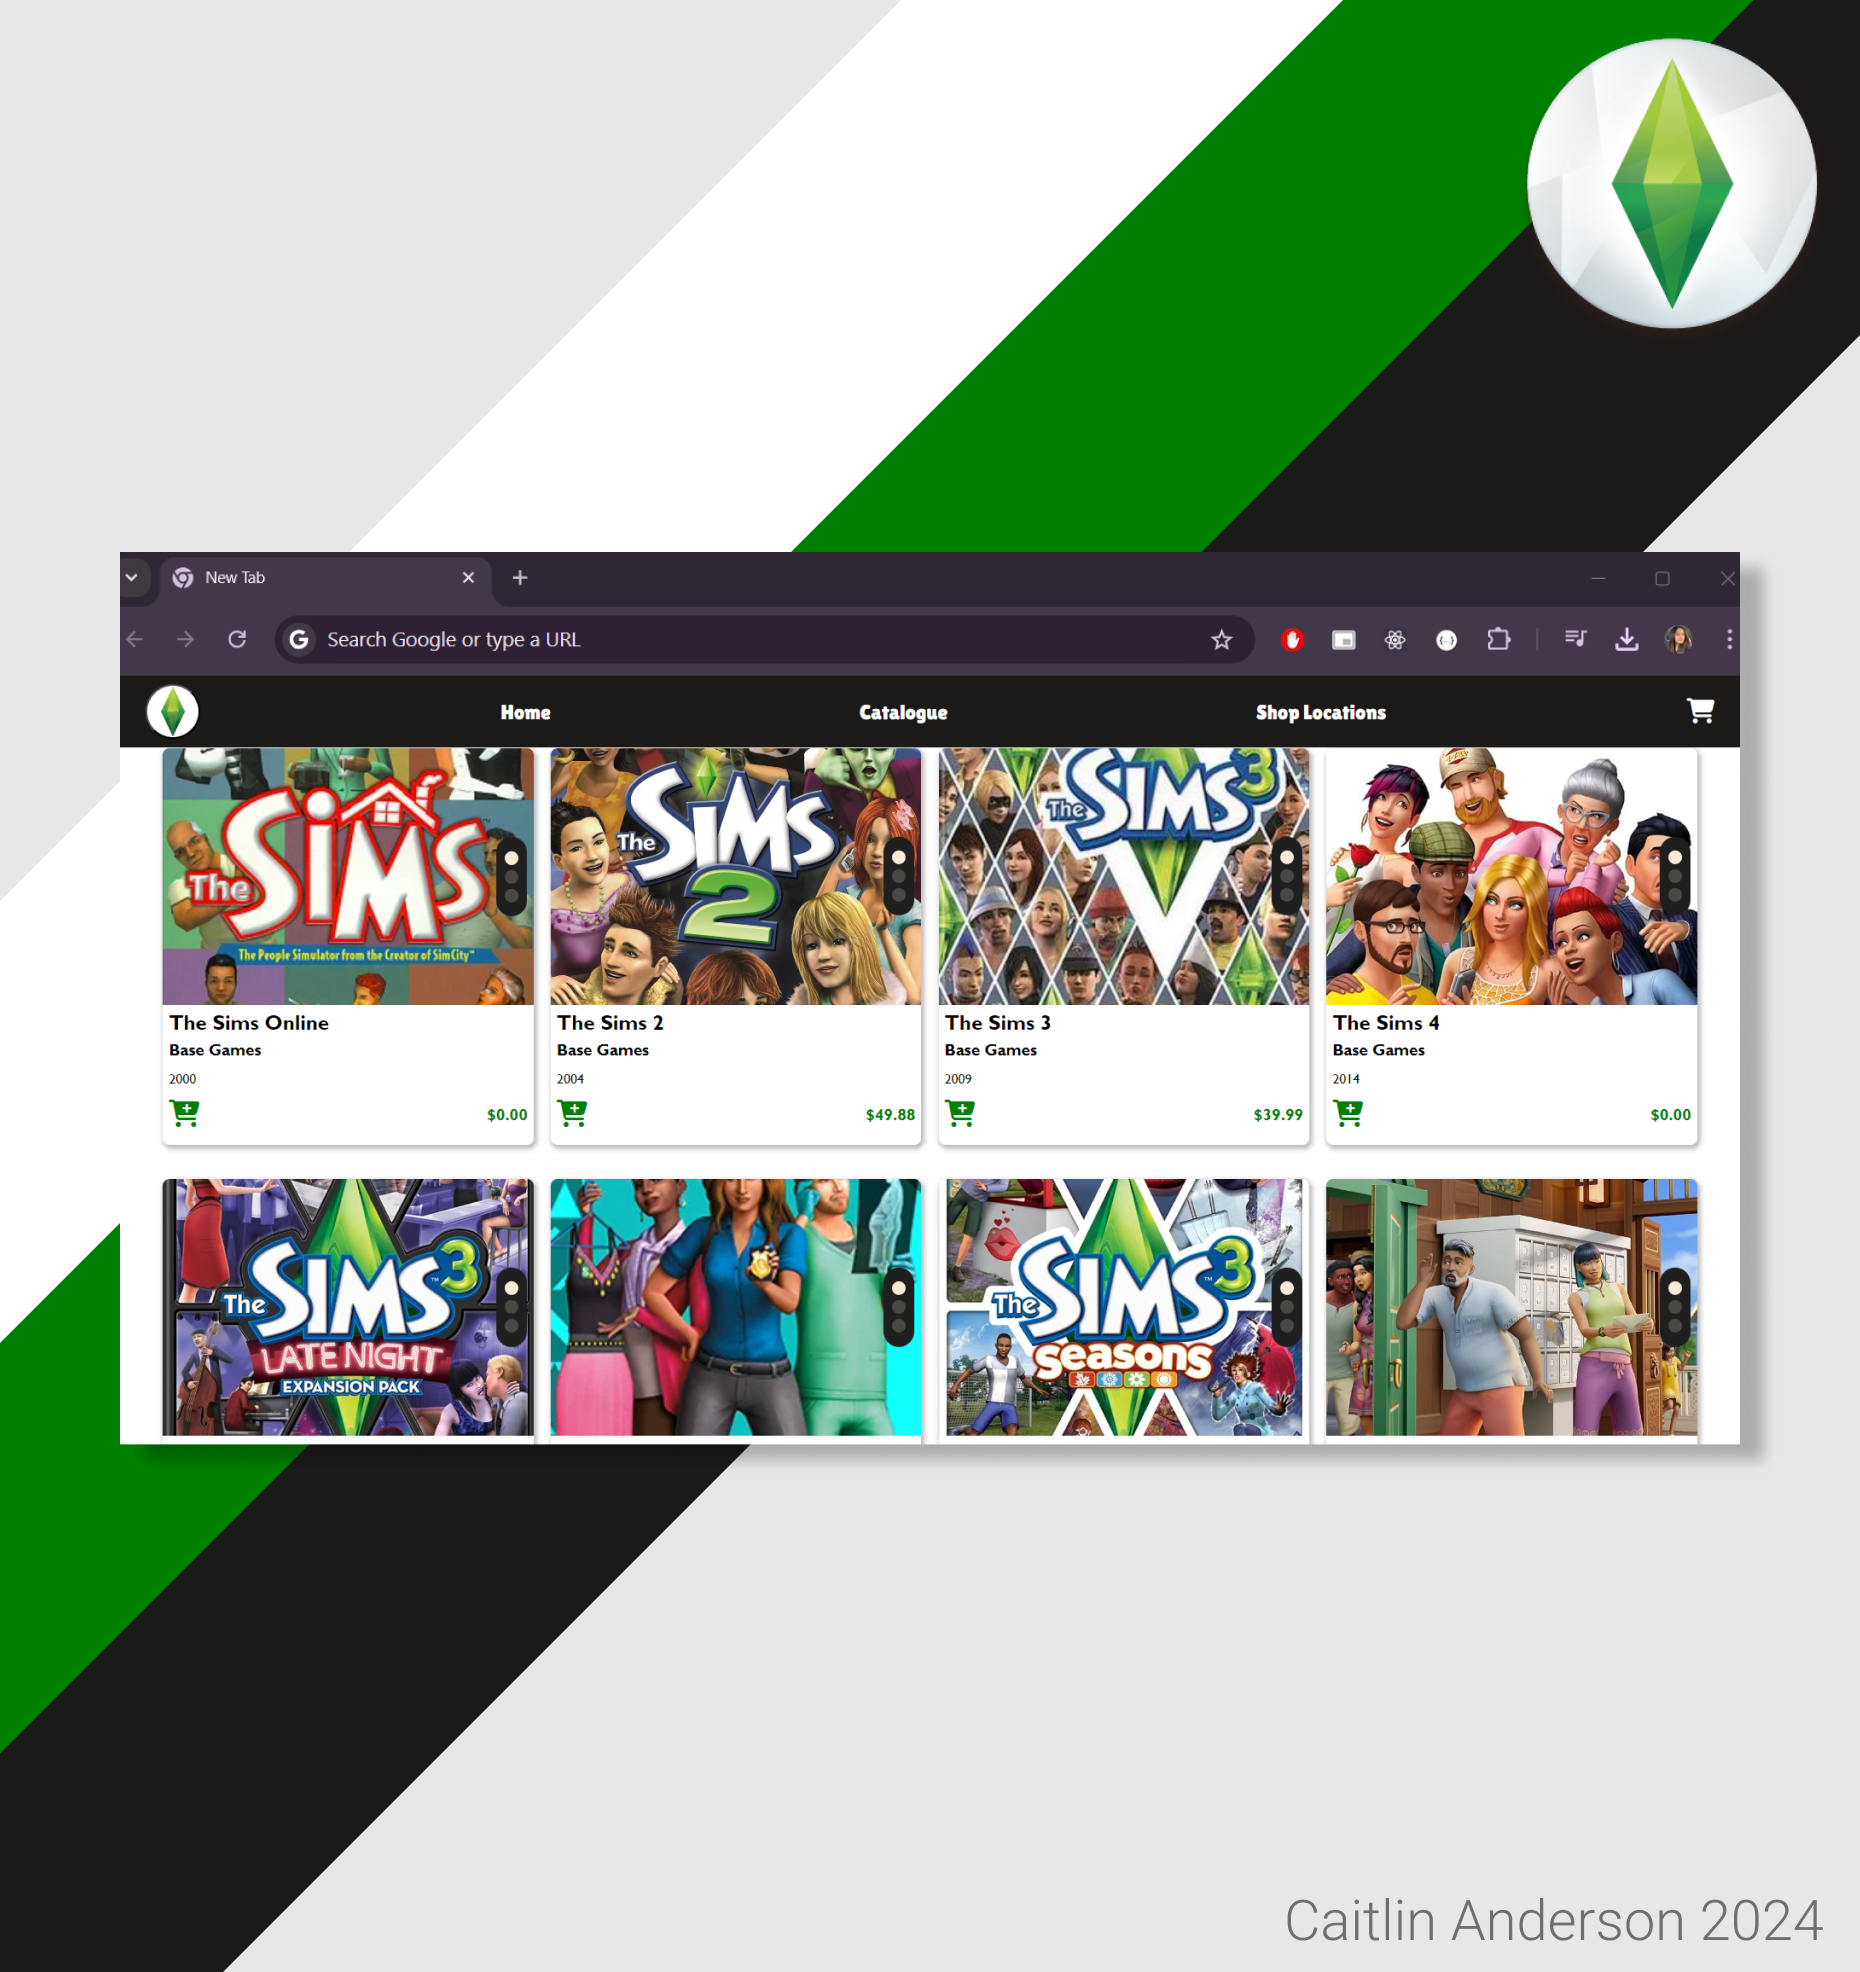 New Tab
Search Google or type a URL
Home Catalogue Shop Locations
The SiMS
The People Simulator from the Creator of SimCity™
The SIMS 2
The SIMS 3
The Sims Online
Base Games
2000
$0.00
The Sims 2
Base Games
2004
$49.88
The Sims 3
Base Games
2009
$39.99
The Sims 4
Base Games
2014
$0.00
The SIMS 3
LATE NIGHT
EXPANSION PACK
The SIMS 3
Seasons
Caitlin Anderson 2024